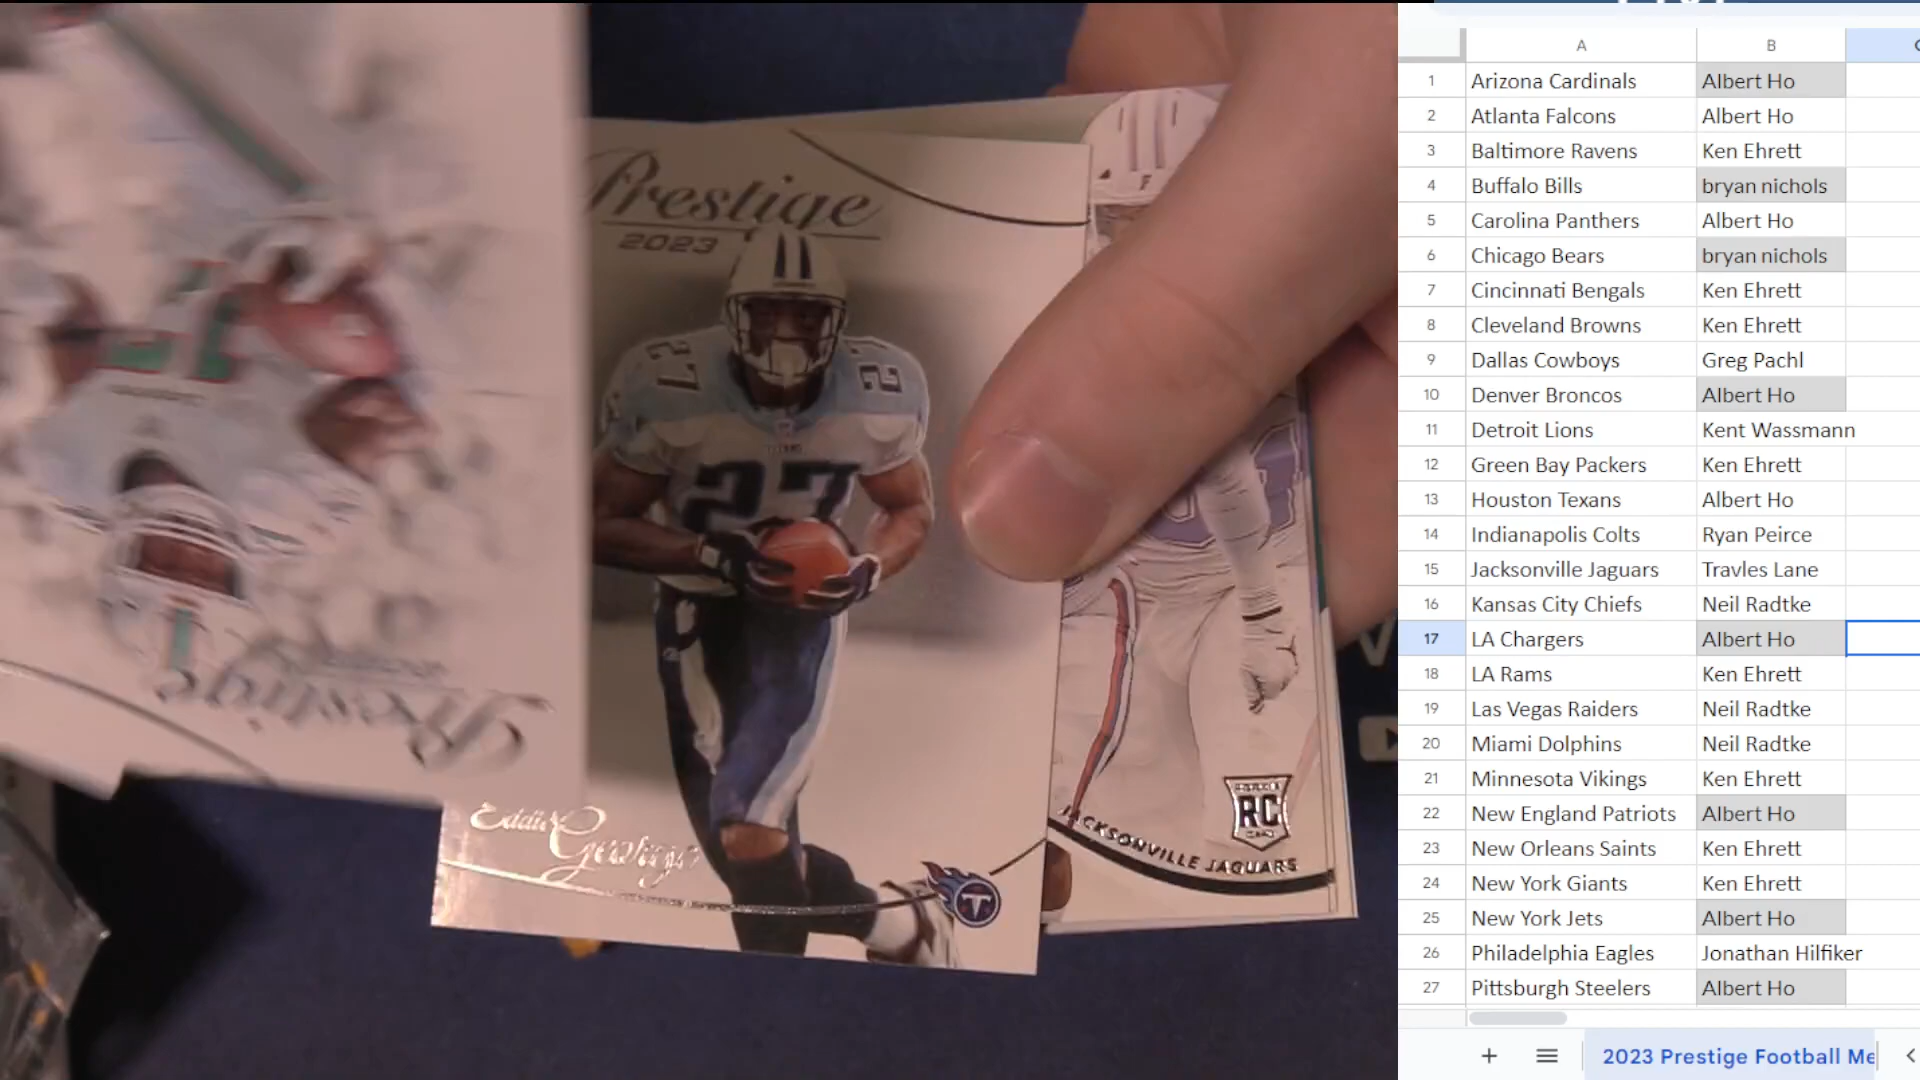 Prestige
2023
27
27
27
Eddie
George
T
JACKSONVILLE JAGUARS
RC
Prestige
A
B
1 Arizona Cardinals Albert Ho
2 Atlanta Falcons Albert Ho
3 Baltimore Ravens Ken Ehrett
4 Buffalo Bills bryan nichols
5 Carolina Panthers Albert Ho
6 Chicago Bears bryan nichols
7 Cincinnati Bengals Ken Ehrett
8 Cleveland Browns Ken Ehrett
9 Dallas Cowboys Greg Pachl
10 Denver Broncos Albert Ho
11 Detroit Lions Kent Wassmann
12 Green Bay Packers Ken Ehrett
13 Houston Texans Albert Ho
14 Indianapolis Colts Ryan Peirce
15 Jacksonville Jaguars Travles Lane
16 Kansas City Chiefs Neil Radtke
17 LA Chargers Albert Ho
18 LA Rams Ken Ehrett
19 Las Vegas Raiders Neil Radtke
20 Miami Dolphins Neil Radtke
21 Minnesota Vikings Ken Ehrett
22 New England Patriots Albert Ho
23 New Orleans Saints Ken Ehrett
24 New York Giants Ken Ehrett
25 New York Jets Albert Ho
26 Philadelphia Eagles Jonathan Hilfiker
27 Pittsburgh Steelers Albert Ho
2023 Prestige Football Me